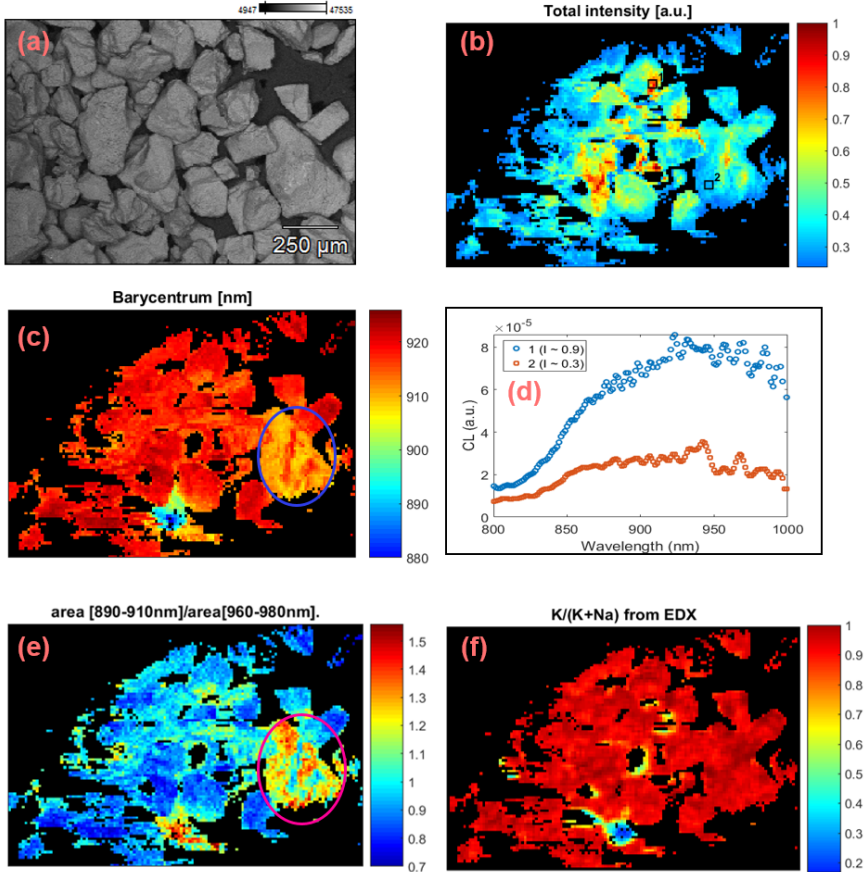 4947 47535
(a)
250 µm
Total intensity [a.u.]
(b)
1
2
1
0.9
0.8
0.7
0.6
0.5
0.4
0.3
Barycentrum [nm]
(c)
920
910
900
890
880
×10⁻⁵
8
6
4
2
0
1 (I ~ 0.9)
2 (I ~ 0.3)
(d)
CL (a.u.)
800 850 900 950 1000
Wavelength (nm)
area [890-910nm]/area[960-980nm].
(e)
1.5
1.4
1.3
1.2
1.1
1
0.9
0.8
0.7
K/(K+Na) from EDX
(f)
1
0.9
0.8
0.7
0.6
0.5
0.4
0.3
0.2